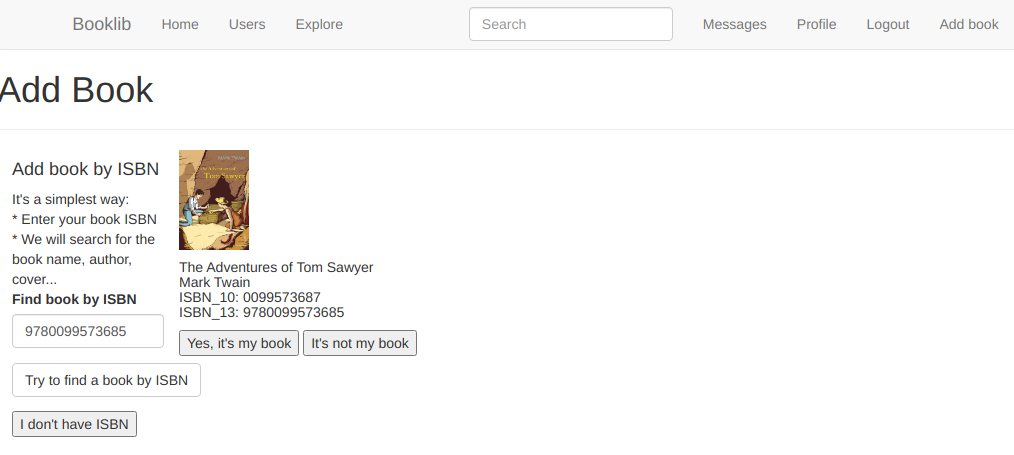 Booklib Home Users Explore Search Messages Profile Logout Add book
Add Book
Add book by ISBN
It's a simplest way:
* Enter your book ISBN
* We will search for the
book name, author,
cover...
Find book by ISBN
9780099573685
Try to find a book by ISBN
I don't have ISBN
Mark Twain
Tom Sawyer
The Adventures of Tom Sawyer
Mark Twain
ISBN_10: 0099573687
ISBN_13: 9780099573685
Yes, it's my book It's not my book